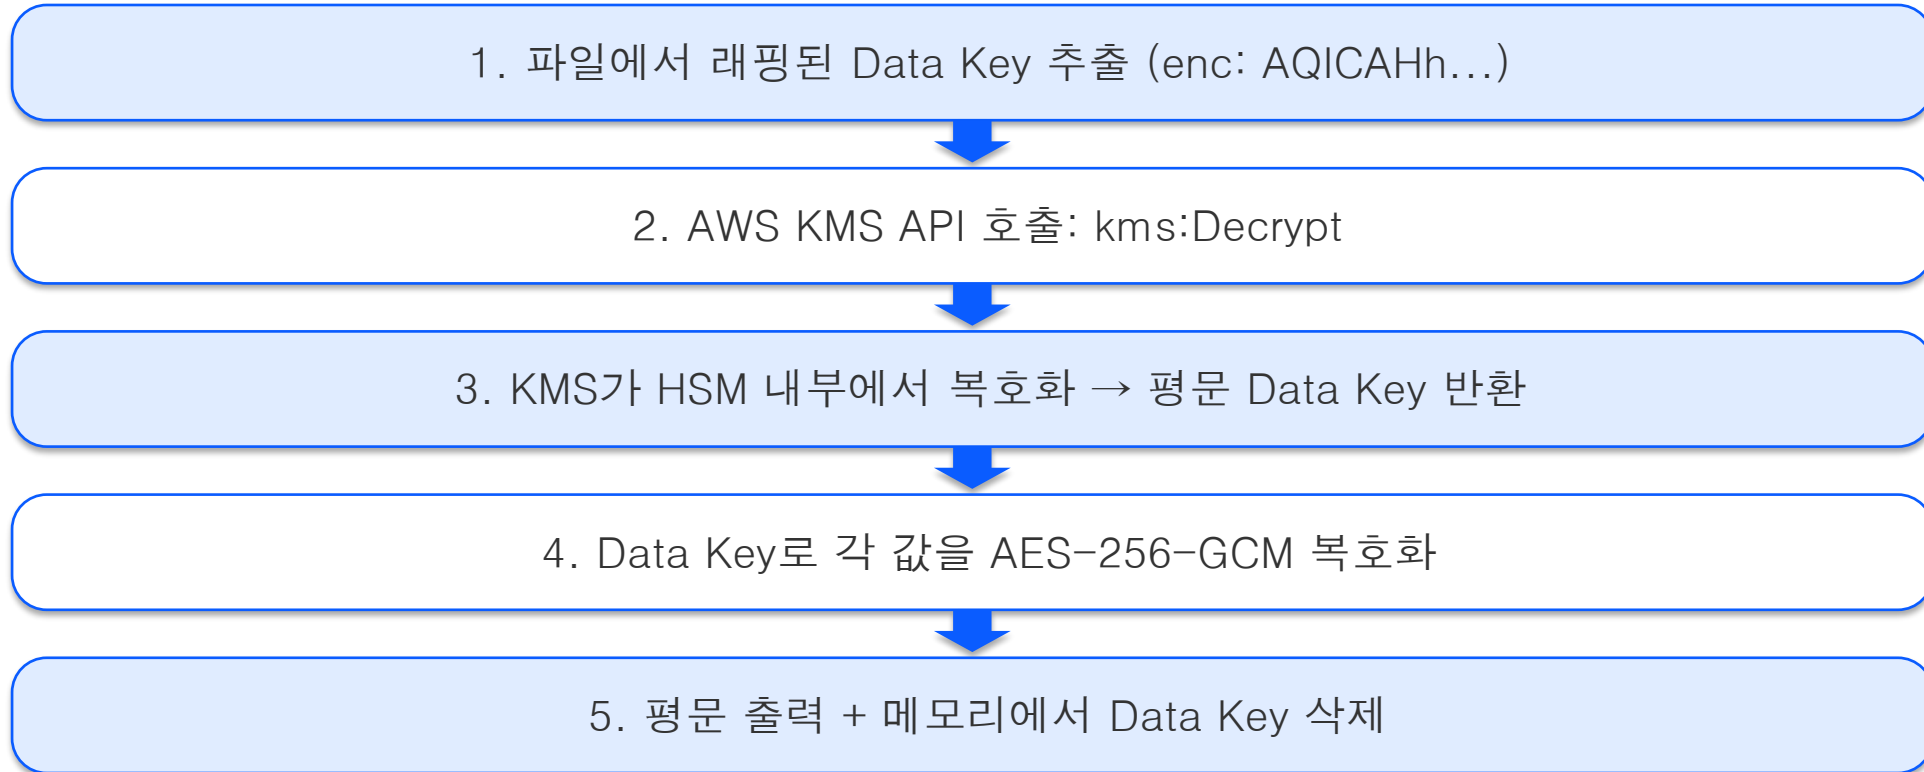 1. 파일에서 래핑된 Data Key 추출 (enc: AQICAHh...)
2. AWS KMS API 호출: kms:Decrypt
3. KMS가 HSM 내부에서 복호화 → 평문 Data Key 반환
4. Data Key로 각 값을 AES-256-GCM 복호화
5. 평문 출력 + 메모리에서 Data Key 삭제